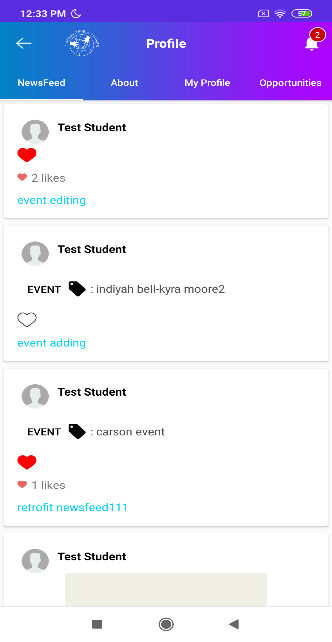 12:33 PM
57
Profile
2
NewsFeed About My Profile Opportunities
Test Student
2 likes
event editing
Test Student
EVENT : indiyah bell-kyra moore2
event adding
Test Student
EVENT : carson event
1 likes
retrofit newsfeed111
Test Student